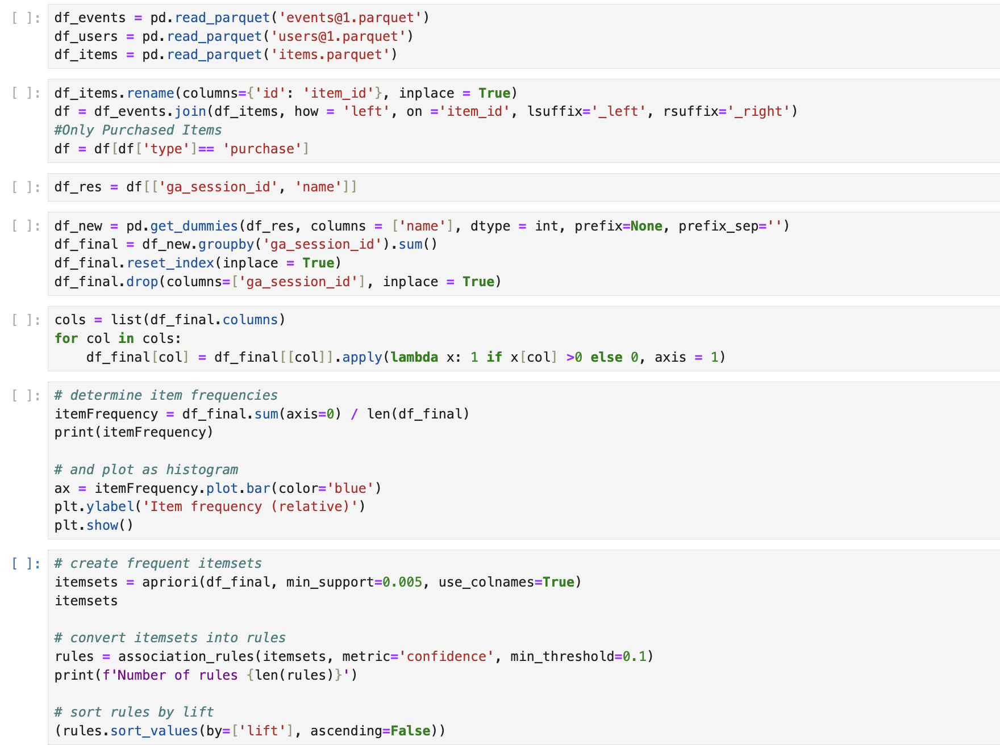 [ ]: df_events = pd.read_parquet('events@1.parquet')
df_users = pd.read_parquet('users@1.parquet')
df_items = pd.read_parquet('items.parquet')
[ ]: df_items.rename(columns={'id': 'item_id'}, inplace = True)
df = df_events.join(df_items, how = 'left', on ='item_id', lsuffix='_left', rsuffix='_right')
#Only Purchased Items
df = df[df['type']== 'purchase']
[ ]: df_res = df[['ga_session_id', 'name']]
[ ]: df_new = pd.get_dummies(df_res, columns = ['name'], dtype = int, prefix=None, prefix_sep='')
df_final = df_new.groupby('ga_session_id').sum()
df_final.reset_index(inplace = True)
df_final.drop(columns=['ga_session_id'], inplace = True)
[ ]: cols = list(df_final.columns)
for col in cols:
    df_final[col] = df_final[[col]].apply(lambda x: 1 if x[col] >0 else 0, axis = 1)
[ ]: # determine item frequencies
itemFrequency = df_final.sum(axis=0) / len(df_final)
print(itemFrequency)
# and plot as histogram
ax = itemFrequency.plot.bar(color='blue')
plt.ylabel('Item frequency (relative)')
plt.show()
[ ]: # create frequent itemsets
itemsets = apriori(df_final, min_support=0.005, use_colnames=True)
itemsets
# convert itemsets into rules
rules = association_rules(itemsets, metric='confidence', min_threshold=0.1)
print(f'Number of rules {len(rules)}')
# sort rules by lift
(rules.sort_values(by=['lift'], ascending=False))